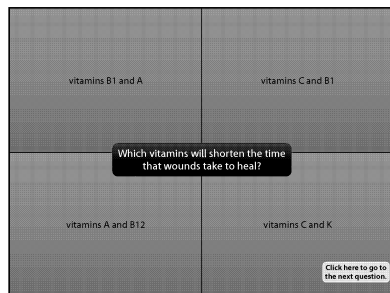 vitamins B1 and A
vitamins C and B1
Which vitamins will shorten the time
that wounds take to heal?
vitamins A and B12
vitamins C and K
Click here to go to
the next question.